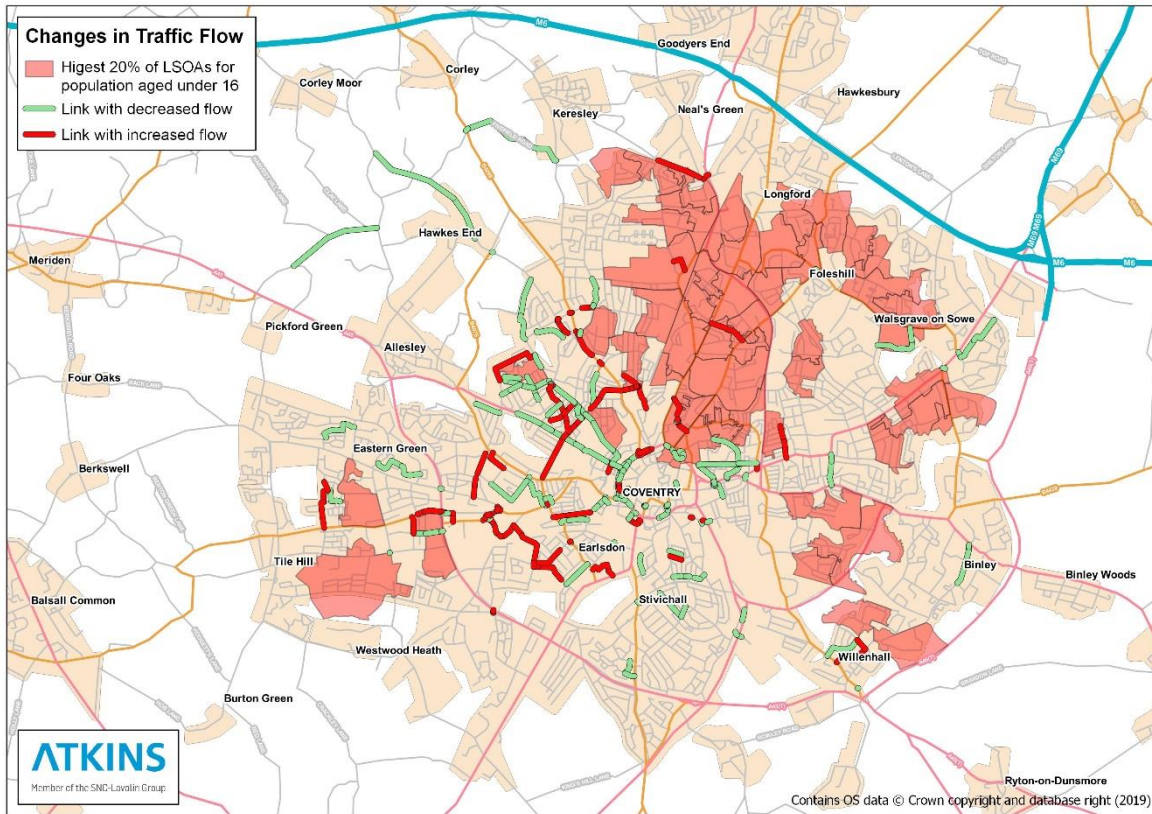 Changes in Traffic Flow
Higest 20% of LSOAs for
population aged under 16
Link with decreased flow
Link with increased flow
M6
Goodyers End
Corley
Corley Moor
Keresley
Neal's Green
Hawkesbury
M69
Longford
Hawkes End
Meriden
M69
M69
M6
M6
Foleshill
Pickford Green
Walsgrave on Sowe
Allesley
Four Oaks
Eastern Green
Berkswell
COVENTRY
Earlsdon
Tile Hill
Binley
Binley Woods
Balsall Common
Stivichall
Westwood Heath
Willenhall
Burton Green
ATKINS
Member of the SNC-Lavalin Group
Ryton-on-Dunsmore
Contains OS data © Crown copyright and database right (2019)